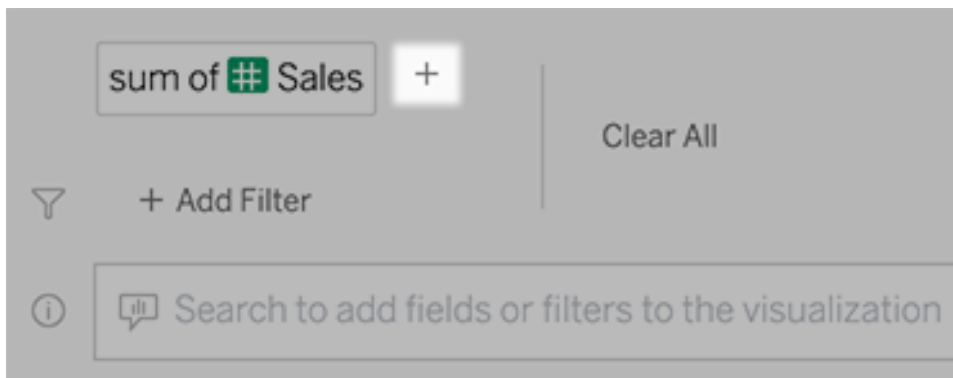 sum of # Sales +
Clear All
+ Add Filter
Search to add fields or filters to the visualization